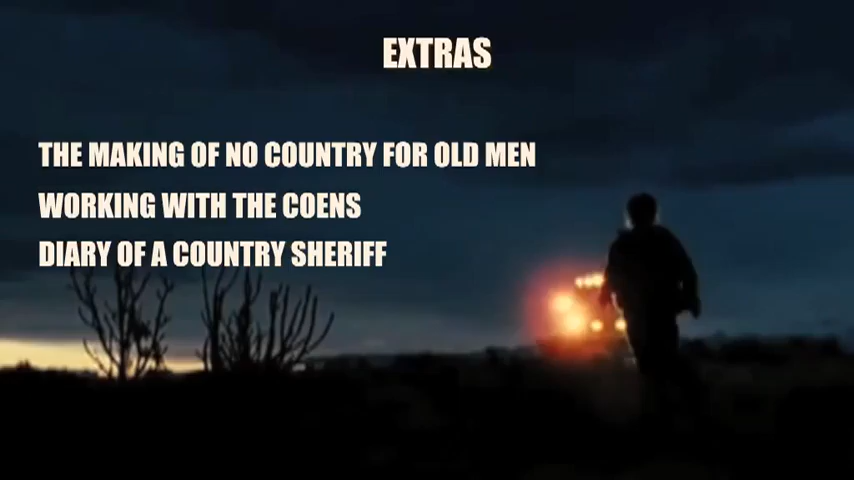 EXTRAS
THE MAKING OF NO COUNTRY FOR OLD MEN
WORKING WITH THE COENS
DIARY OF A COUNTRY SHERIFF